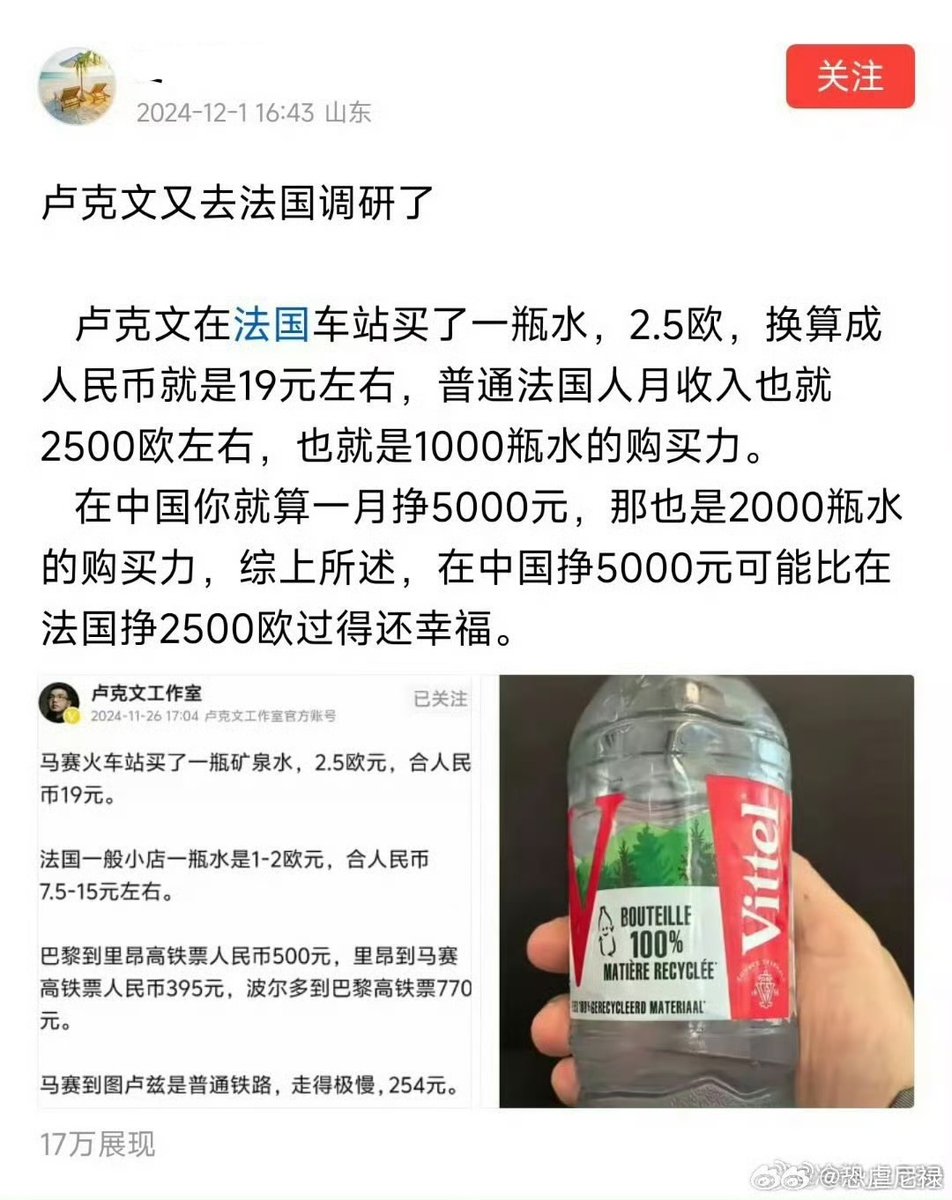 关注
2024-12-1 16:43 山东
卢克文又去法国调研了
卢克文在法国车站买了一瓶水，2.5欧，换算成
人民币就是19元左右，普通法国人月收入也就
2500欧左右，也就是1000瓶水的购买力。
在中国你就算一月挣5000元，那也是2000瓶水
的购买力，综上所述，在中国挣5000元可能比在
法国挣2500欧过得还幸福。
卢克文工作室
已关注
2024-11-26 17:04 卢克文工作室官方账号
马赛火车站买了一瓶矿泉水，2.5欧元，合人民
币19元。
法国一般小店一瓶水是1-2欧元，合人民币
7.5-15元左右。
巴黎到里昂高铁票人民币500元，里昂到马赛
高铁票人民币395元，波尔多到巴黎高铁票770
元。
马赛到图卢兹是普通铁路，走得极慢，254元。
Vittel
BOUTEILLE
100%
MATIÈRE RECYCLÉE*
100% GERECYCLEERD MATERIAAL*
17万展现
@恐虐尼禄